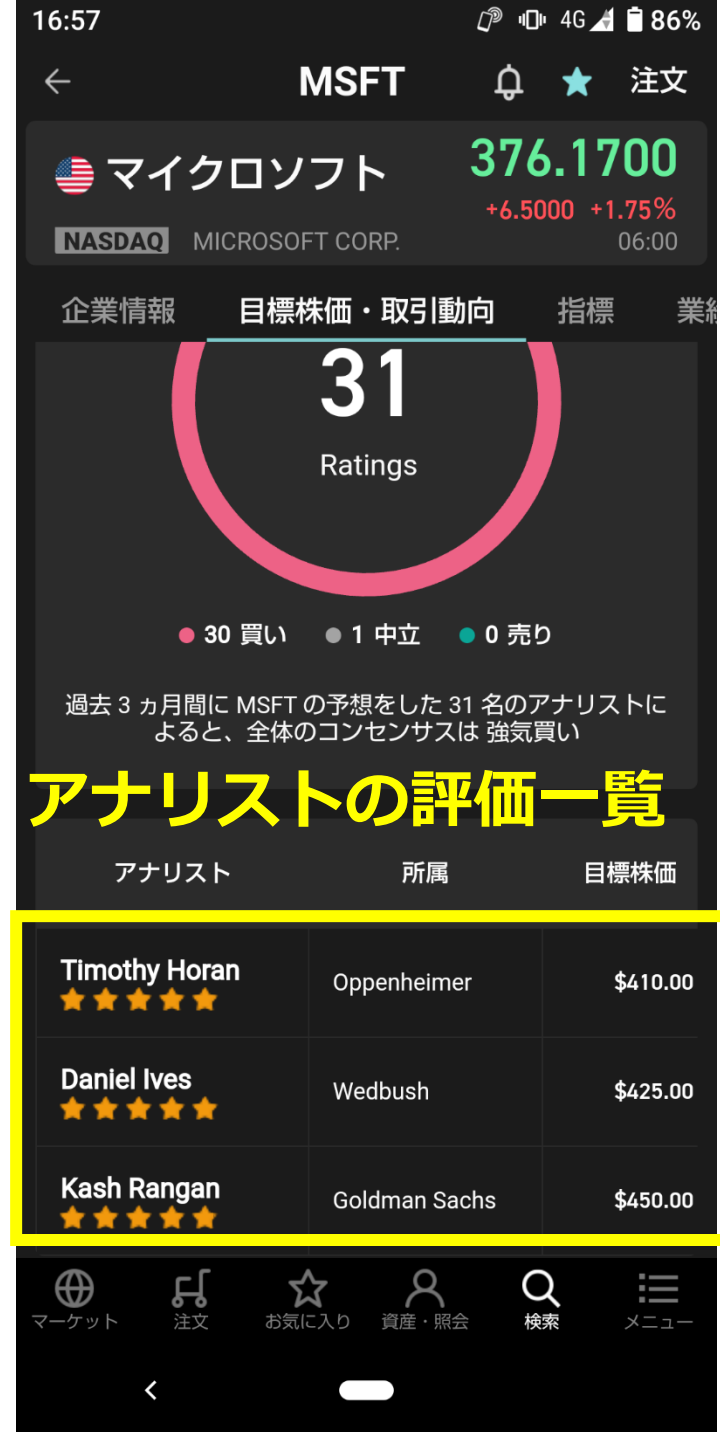 16:57
4G 86%
MSFT 注文
マイクロソフト 376.1700
+6.5000 +1.75%
NASDAQ MICROSOFT CORP. 06:00
企業情報 目標株価・取引動向 指標 業
31
Ratings
30 買い 1 中立 0 売り
過去 3 ヵ月間に MSFT の予想をした 31 名のアナリストに
よると、全体のコンセンサスは 強気買い
アナリストの評価一覧
アナリスト 所属 目標株価
Timothy Horan Oppenheimer $410.00
Daniel Ives Wedbush $425.00
Kash Rangan Goldman Sachs $450.00
マーケット 注文 お気に入り 資産・照会 検索 メニュー